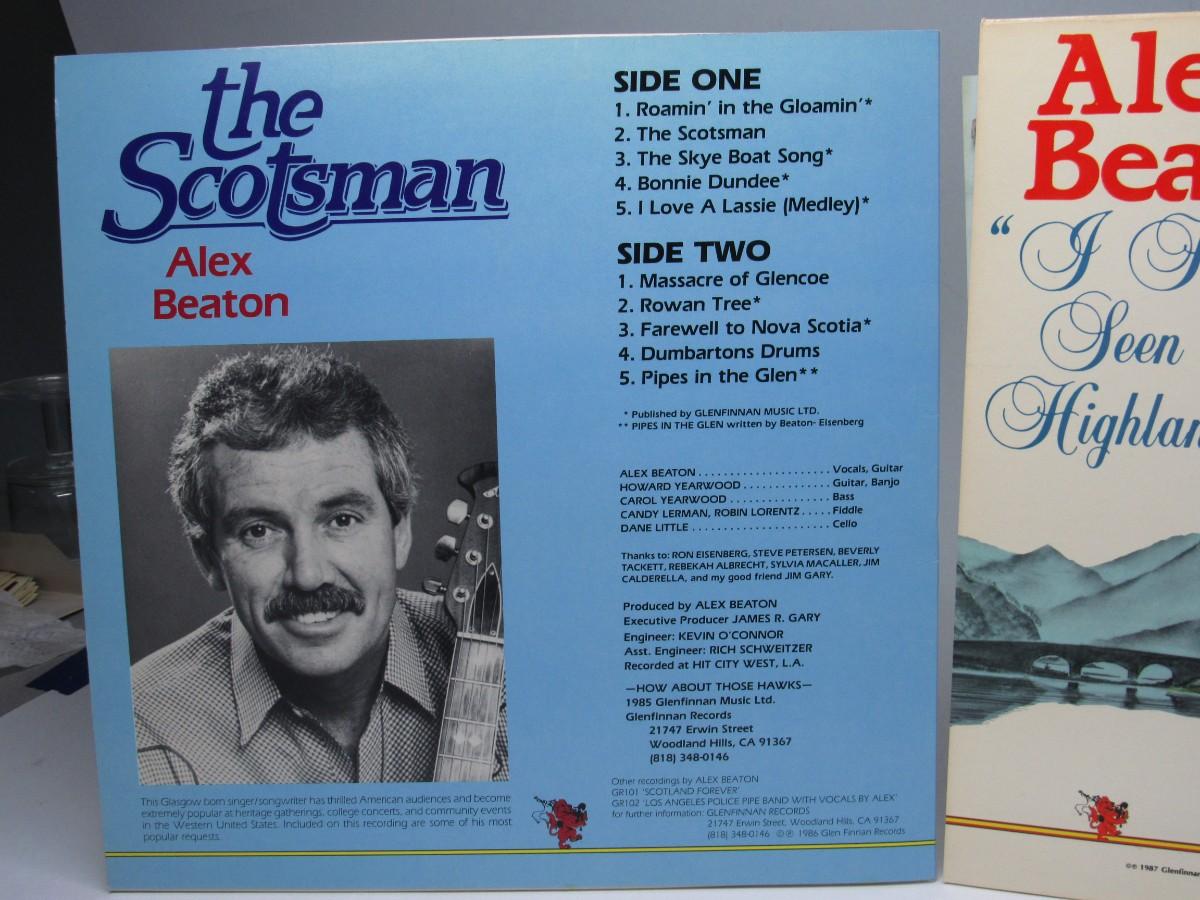 the
Scotsman
Alex
Beaton
SIDE ONE
1. Roamin' in the Gloamin'*
2. The Scotsman
3. The Skye Boat Song*
4. Bonnie Dundee*
5. I Love A Lassie (Medley)*
SIDE TWO
1. Massacre of Glencoe
2. Rowan Tree*
3. Farewell to Nova Scotia*
4. Dumbartons Drums
5. Pipes in the Glen**
* Published by GLENFINNAN MUSIC LTD.
** PIPES IN THE GLEN written by Beaton- Eisenberg
ALEX BEATON . . . . . . . . . . . . . . . . . . . . Vocals, Guitar
HOWARD YEARWOOD . . . . . . . . . . . . . Guitar, Banjo
CAROL YEARWOOD . . . . . . . . . . . . . . . Bass
CANDY LERMAN, ROBIN LORENTZ . . . . . Fiddle
DANE LITTLE . . . . . . . . . . . . . . . . . . . . . Cello
Thanks to: RON EISENBERG, STEVE PETERSEN, BEVERLY
TACKETT, REBEKAH ALBRECHT, SYLVIA MACALLER, JIM
CALDERELLA, and my good friend JIM GARY.
Produced by ALEX BEATON
Executive Producer JAMES R. GARY
Engineer: KEVIN O'CONNOR
Asst. Engineer: RICH SCHWEITZER
Recorded at HIT CITY WEST, L.A.
—HOW ABOUT THOSE HAWKS—
1985 Glenfinnan Music Ltd.
Glenfinnan Records
21747 Erwin Street
Woodland Hills, CA 91367
(818) 348-0146
Other recordings by ALEX BEATON
GR101 'SCOTLAND FOREVER'
GR102 'LOS ANGELES POLICE PIPE BAND WITH VOCALS BY ALEX'
for further information: GLENFINNAN RECORDS
21747 Erwin Street, Woodland Hills, CA 91367
(818) 348-0146 ©℗ 1986 Glen Finnan Records
This Glasgow born singer/songwriter has thrilled American audiences and become
extremely popular at heritage gatherings, college concerts, and community events
in the Western United States. Included on this recording are some of his most
popular requests.
Ale
Bea
"I
Seen
Highlan
©℗ 1987 Glenfinnan